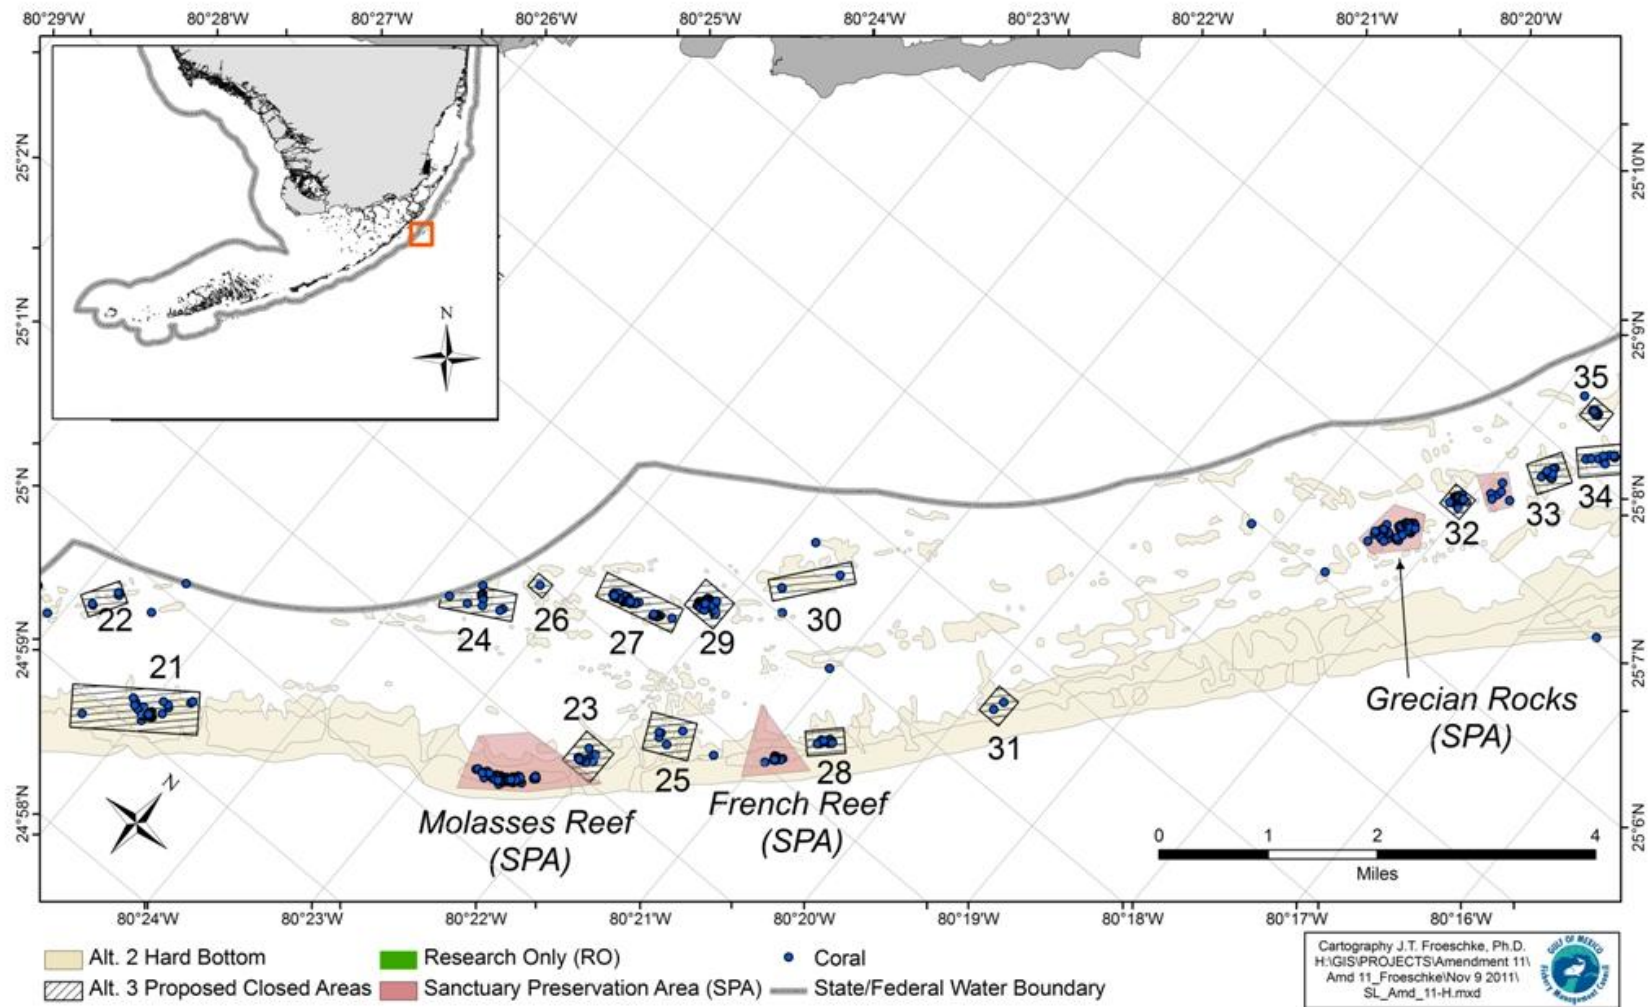 80°29'W 80°28'W 80°27'W 80°26'W 80°25'W 80°24'W 80°23'W 80°22'W 80°21'W 80°20'W
25°2'N
25°1'N
25°N
24°59'N
24°58'N
25°10'N
25°9'N
25°8'N
25°7'N
25°6'N
N
35
34
33
32
22
24
26
27
29
30
21
23
25
28
31
Grecian Rocks
(SPA)
Molasses Reef
(SPA)
French Reef
(SPA)
N
0 1 2 4
Miles
80°24'W 80°23'W 80°22'W 80°21'W 80°20'W 80°19'W 80°18'W 80°17'W 80°16'W
Alt. 2 Hard Bottom
Research Only (RO)
Coral
Alt. 3 Proposed Closed Areas
Sanctuary Preservation Area (SPA)
State/Federal Water Boundary
Cartography J.T. Froeschke, Ph.D.
H:\GIS\PROJECTS\Amendment 11\
Amd 11_Froeschke\Nov 9 2011\
SL_Amd_11-H.mxd
GULF OF MEXICO
Fishery Management Council